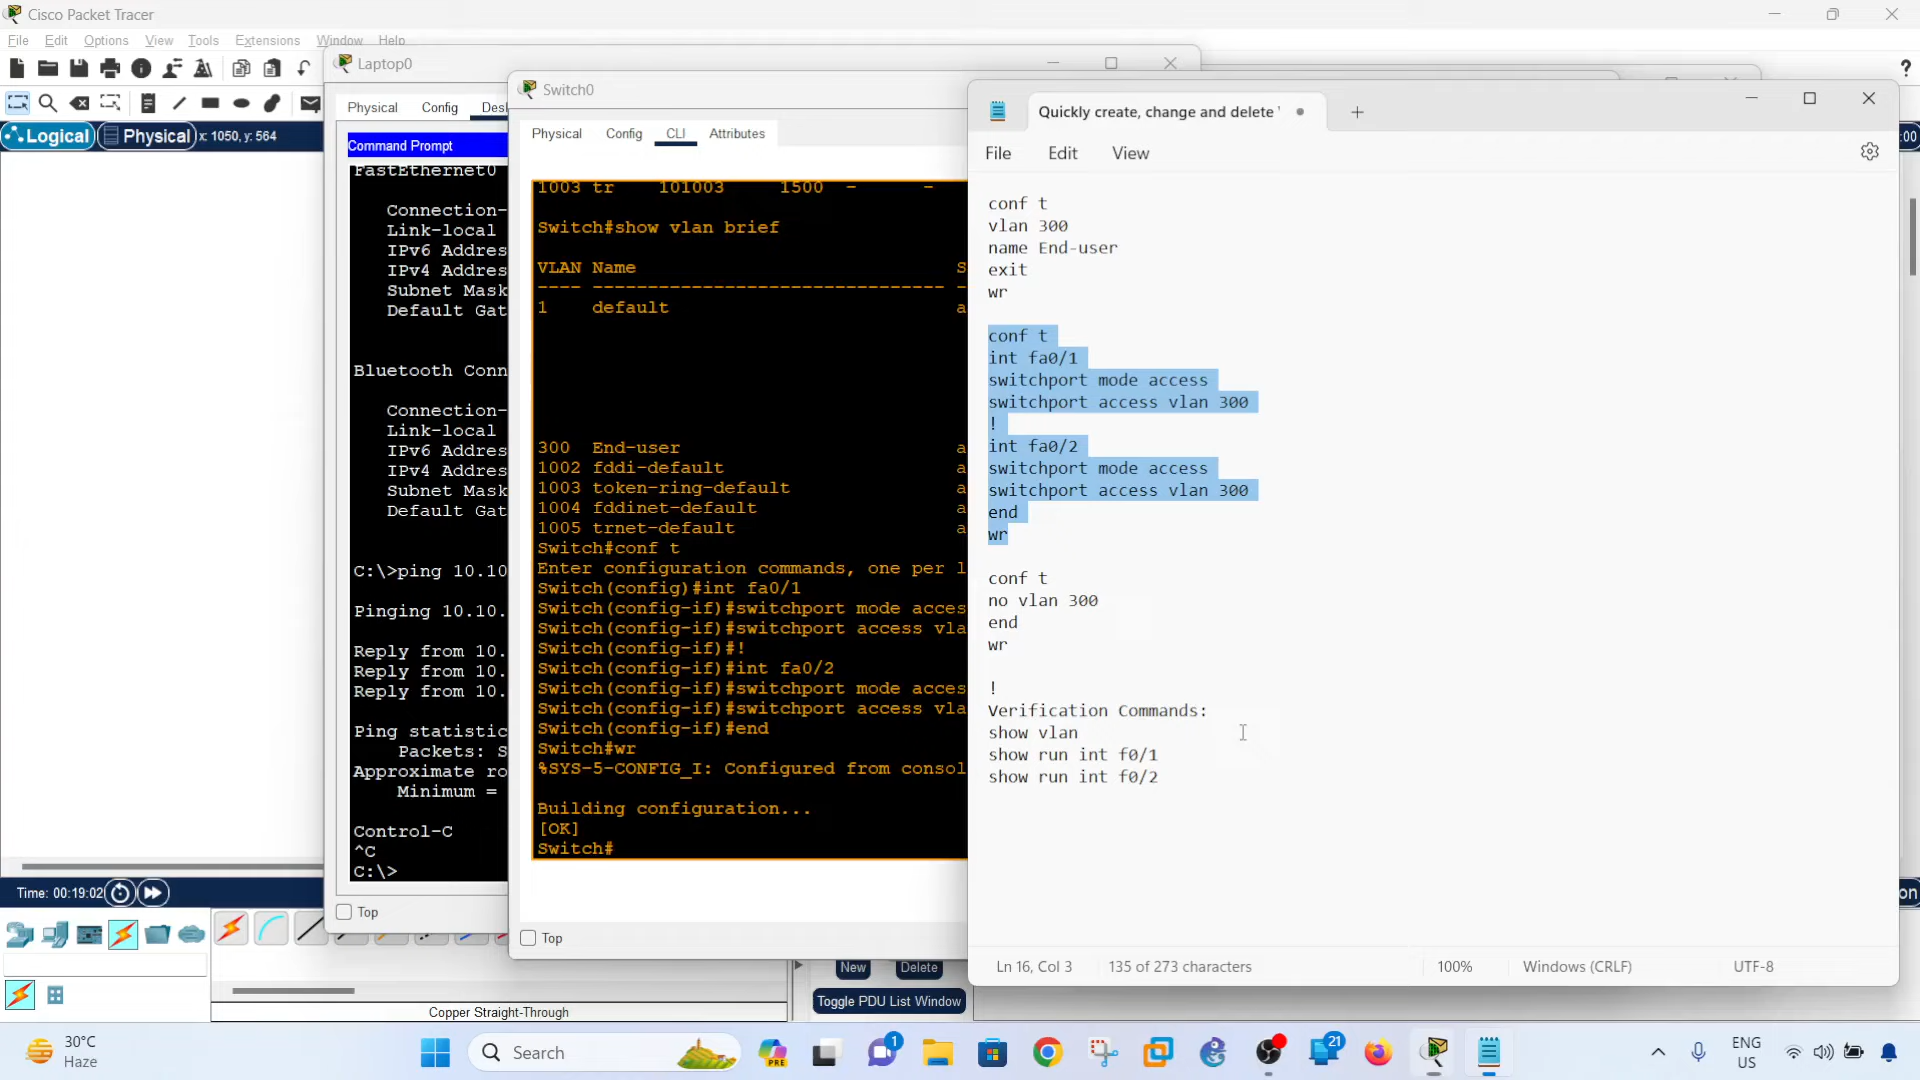 Cisco Packet Tracer
File Edit Options View Tools Extensions Window Help
Logical Physical x: 1050, y: 564
Laptop0
Physical Config Des
Command Prompt
FastEthernet0
Connection-
Link-local
IPv6 Addres
IPv4 Addres
Subnet Mask
Default Gat
Bluetooth Conn
Connection-
Link-local
IPv6 Addres
IPv4 Addres
Subnet Mask
Default Gat
C:\>ping 10.10
Pinging 10.10.
Reply from 10.
Reply from 10.
Reply from 10.
Ping statistic
Packets: S
Approximate ro
Minimum =
Control-C
^C
C:\>
Top
Switch0
Physical Config CLI Attributes
1003 tr 101003 1500 - -
Switch#show vlan brief
VLAN Name S
---- -------------------------------- -
1 default a
300 End-user a
1002 fddi-default a
1003 token-ring-default a
1004 fddinet-default a
1005 trnet-default a
Switch#conf t
Enter configuration commands, one per l
Switch(config)#int fa0/1
Switch(config-if)#switchport mode acces
Switch(config-if)#switchport access vla
Switch(config-if)#!
Switch(config-if)#int fa0/2
Switch(config-if)#switchport mode acces
Switch(config-if)#switchport access vla
Switch(config-if)#end
Switch#wr
%SYS-5-CONFIG_I: Configured from consol
Building configuration...
[OK]
Switch#
Top
Quickly create, change and delete '
File Edit View
conf t
vlan 300
name End-user
exit
wr
conf t
int fa0/1
switchport mode access
switchport access vlan 300
!
int fa0/2
switchport mode access
switchport access vlan 300
end
wr
conf t
no vlan 300
end
wr
!
Verification Commands:
show vlan
show run int f0/1
show run int f0/2
Ln 16, Col 3 135 of 273 characters 100% Windows (CRLF) UTF-8
:00
Time: 00:19:02
on
New Delete
Toggle PDU List Window
Copper Straight-Through
30°C
Haze
Search
PRE
1
21
ENG
US